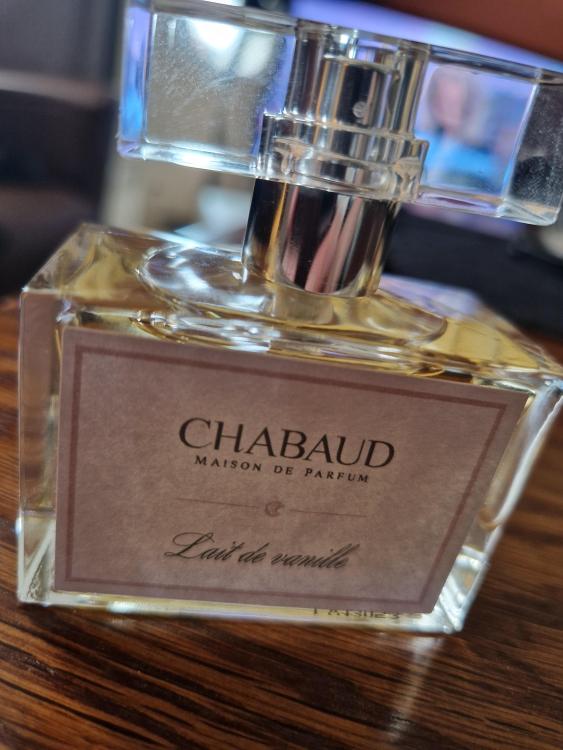 CHABAUD
MAISON DE PARFUM
Lait de vanille